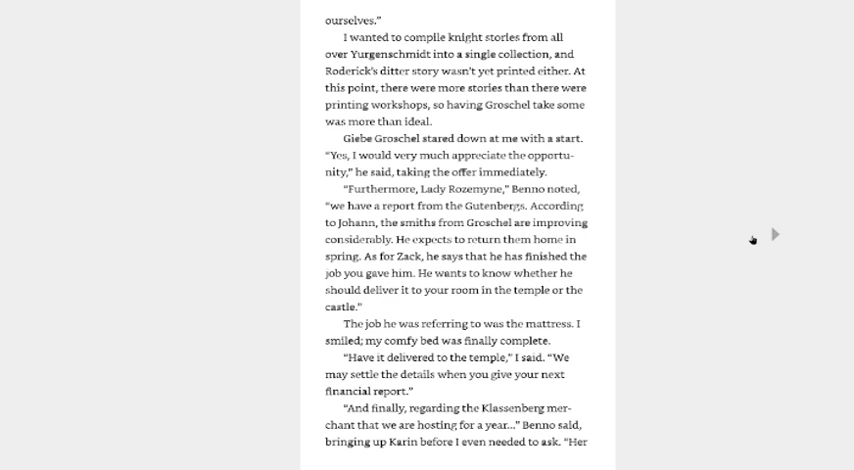 ourselves.”
I wanted to compile knight stories from all
over Yurgenschmidt into a single collection, and
Roderick’s ditter story wasn’t yet printed either. At
this point, there were more stories than there were
printing workshops, so having Groschel take some
was more than ideal.
Giebe Groschel stared down at me with a start.
“Yes, I would very much appreciate the opportu-
nity,” he said, taking the offer immediately.
“Furthermore, Lady Rozemyne,” Benno noted,
“we have a report from the Gutenbergs. According
to Johann, the smiths from Groschel are improving
considerably. He expects to return them home in
spring. As for Zack, he says that he has finished the
job you gave him. He wants to know whether he
should deliver it to your room in the temple or the
castle.”
The job he was referring to was the mattress. I
smiled; my comfy bed was finally complete.
“Have it delivered to the temple,” I said. “We
may settle the details when you give your next
financial report.”
“And finally, regarding the Klassenberg mer-
chant that we are hosting for a year...” Benno said,
bringing up Karin before I even needed to ask. “Her